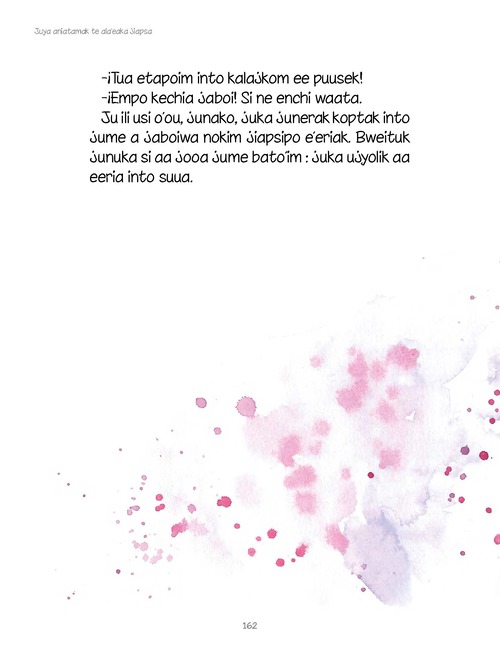 Juya aniatamak te ala'eaka jiapsa
-¡Tua etapoim into kalajkom ee puusek!
-¡Empo kechia jaboi! Si ne enchi waata.
Ju ili usi o'ou, junako, juka junerak koptak into
jume a jaboiwa nokim jiapsipo e'eriak. Bweituk
junuka si aa jooa jume bato'im : juka ujyolik aa
eeria into suua.
162